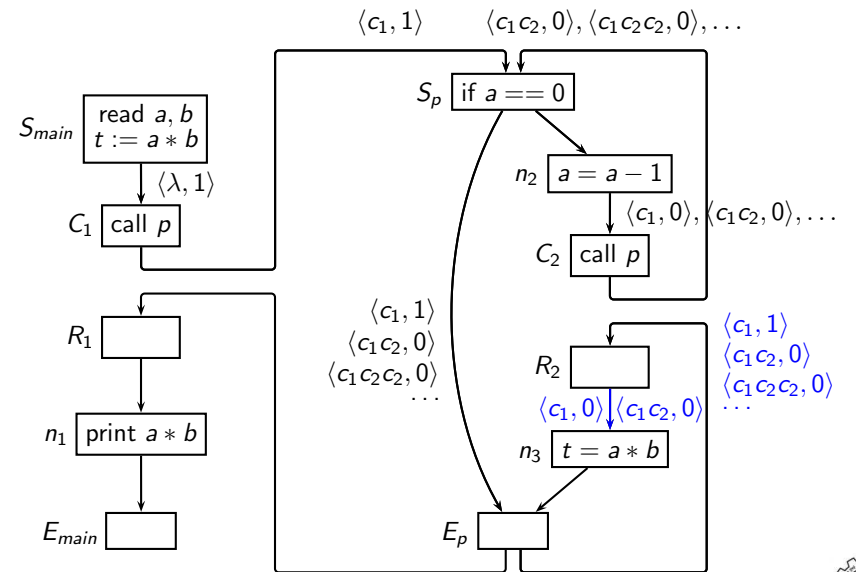 ⟨c₁, 1⟩
⟨c₁c₂, 0⟩, ⟨c₁c₂c₂, 0⟩, ...
S_p
if a == 0
S_main
read a, b
t := a ∗ b
n₂
a = a − 1
⟨λ, 1⟩
⟨c₁, 0⟩, ⟨c₁c₂, 0⟩, ...
C₁
call p
C₂
call p
⟨c₁, 1⟩
⟨c₁c₂, 0⟩
⟨c₁c₂c₂, 0⟩
...
R₁
R₂
⟨c₁, 1⟩
⟨c₁c₂, 0⟩
⟨c₁c₂c₂, 0⟩
...
⟨c₁, 0⟩
⟨c₁c₂, 0⟩
n₁
print a ∗ b
n₃
t = a ∗ b
E_main
E_p